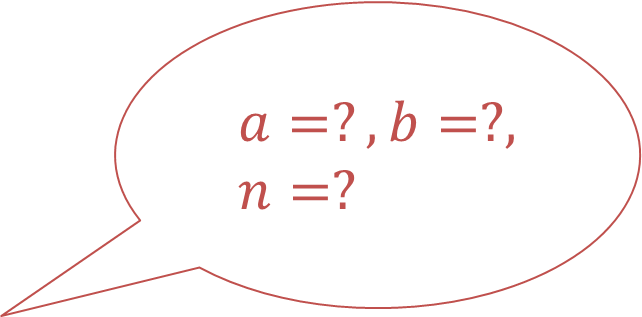 a =? , b =?,
n =?